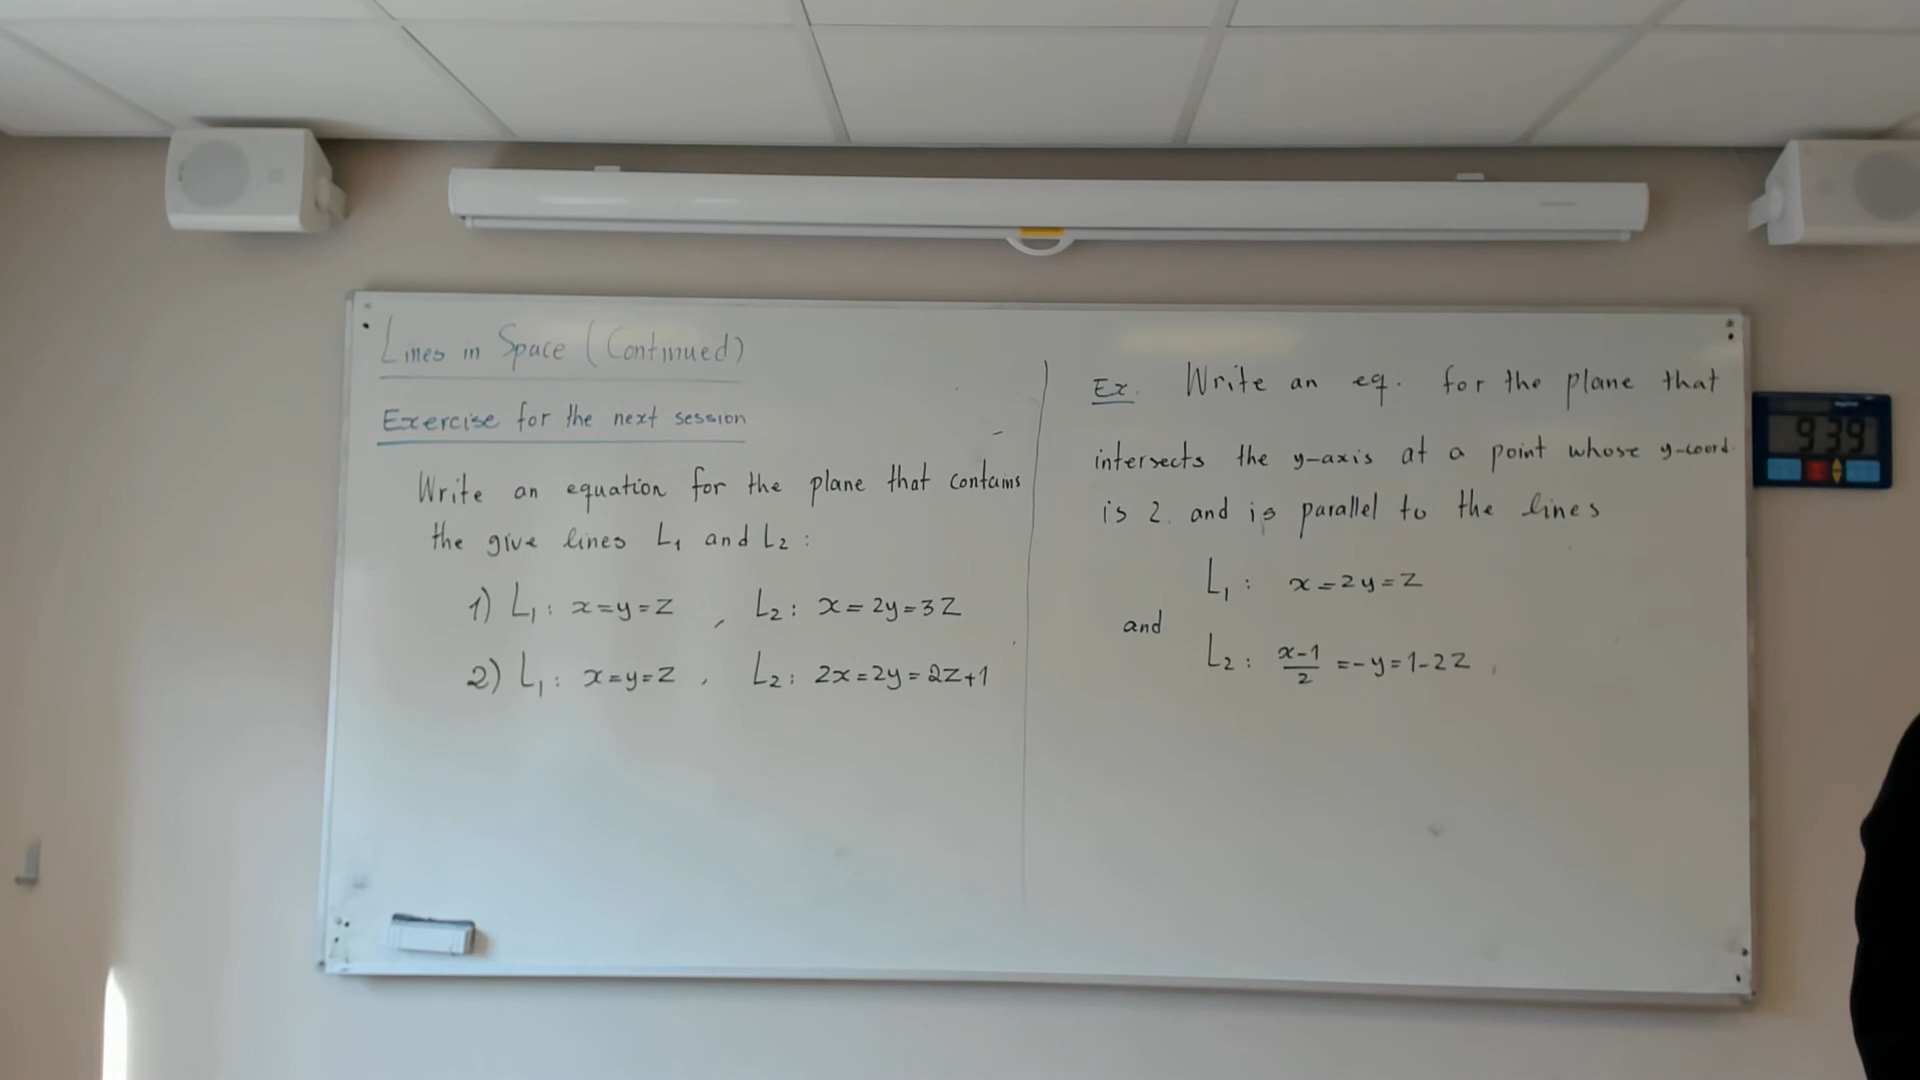 Lines in Space (Continued)
Exercise for the next session
Write an equation for the plane that contains
the give lines L₁ and L₂ :
1) L₁ : x=y=z , L₂ : x=2y=3z
2) L₁ : x=y=z , L₂ : 2x=2y=2z+1
Ex. Write an eq. for the plane that
intersects the y-axis at a point whose y-coord.
is 2 and is parallel to the lines
L₁ : x=2y=z
and
L₂ : (x-1)/2 =-y=1-2z
9:39